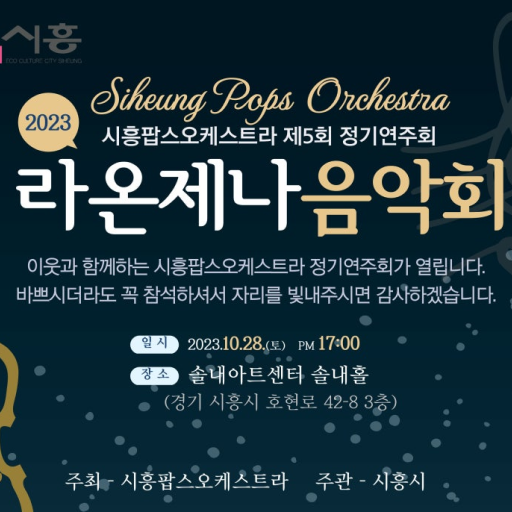 시흥
ECO CULTURE CITY SIHEUNG
Siheung Pops Orchestra
2023
시흥팝스오케스트라 제5회 정기연주회
라온제나음악회
이웃과 함께하는 시흥팝스오케스트라 정기연주회가 열립니다.
바쁘시더라도 꼭 참석하셔서 자리를 빛내주시면 감사하겠습니다.
일 시 2023.10.28.(토) PM 17:00
장 소 솔내아트센터 솔내홀
(경기 시흥시 호현로 42-8 3층)
주최 - 시흥팝스오케스트라 주관 - 시흥시